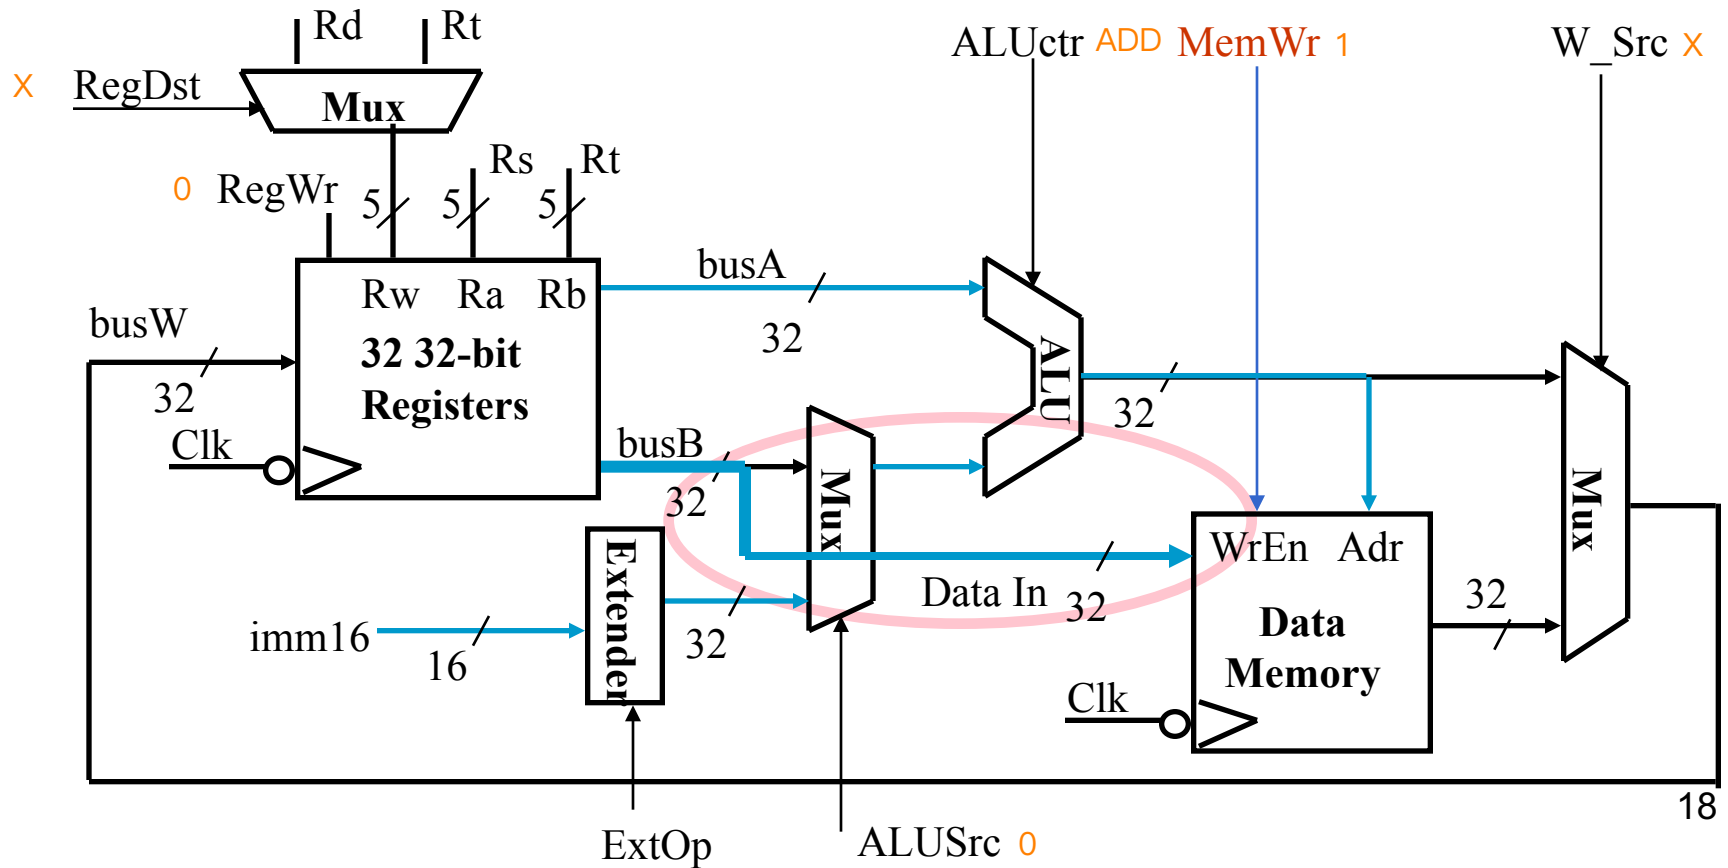 Rd Rt
ALUctr ADD MemWr 1 W_Src X
X RegDst
Mux
Rs Rt
0 RegWr
5 5 5
busA
Rw Ra Rb
32
busW
32 32-bit
Registers
32
ALU
32
Clk
busB
32
Mux
Mux
Extender
WrEn Adr
Data In 32
32
imm16
16
32
Data
Memory
Clk
18
ExtOp
ALUSrc 0